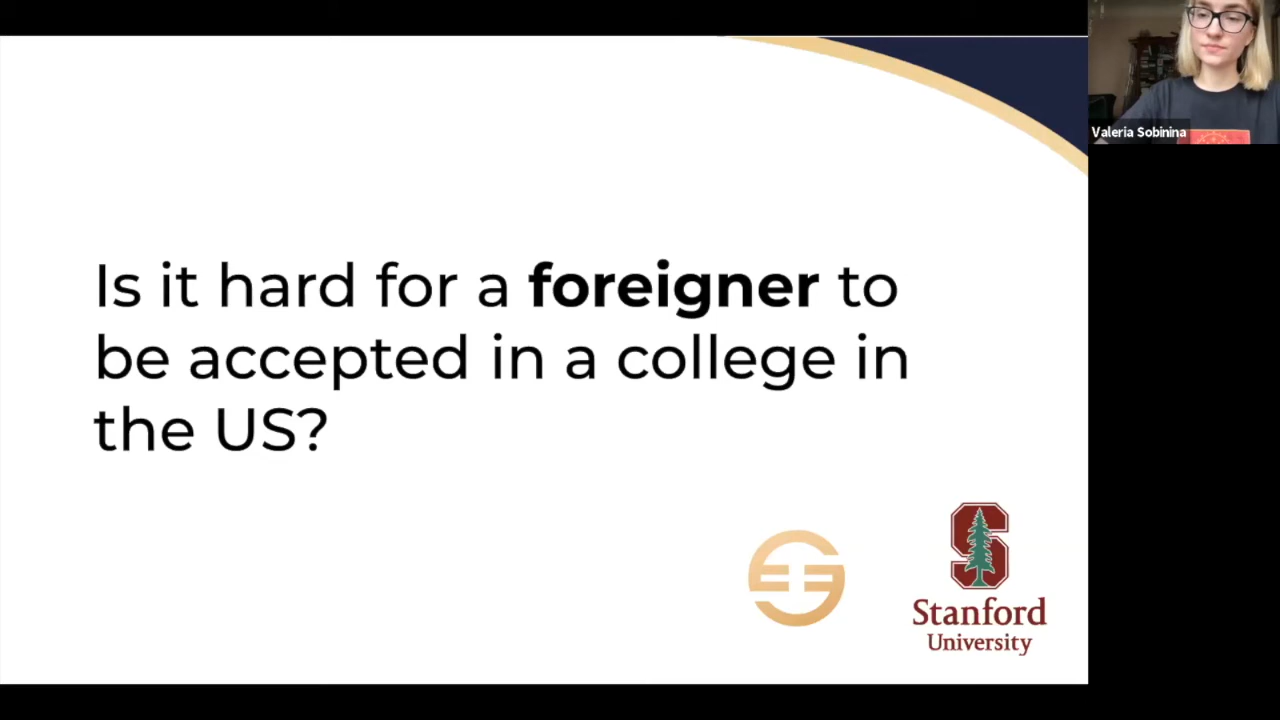 Valeria Sobinina
Is it hard for a foreigner to
be accepted in a college in
the US?
Stanford
University